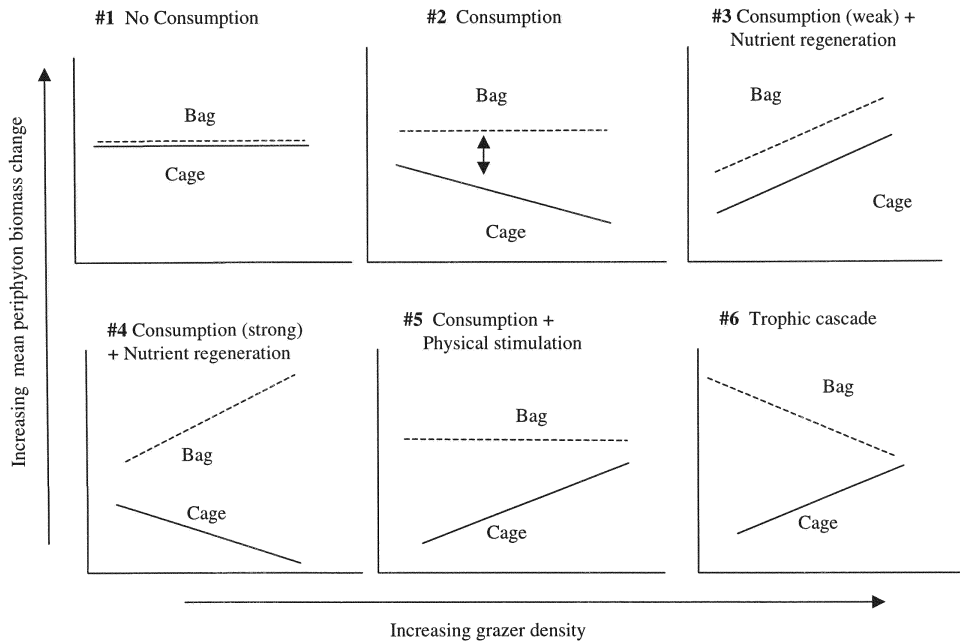 #1 No Consumption
#2 Consumption
#3 Consumption (weak) +
Nutrient regeneration
Bag
Cage
Bag
Cage
Bag
Cage
Increasing mean periphyton biomass change
#4 Consumption (strong)
+ Nutrient regeneration
#5 Consumption +
Physical stimulation
#6 Trophic cascade
Bag
Cage
Bag
Cage
Bag
Cage
Increasing grazer density